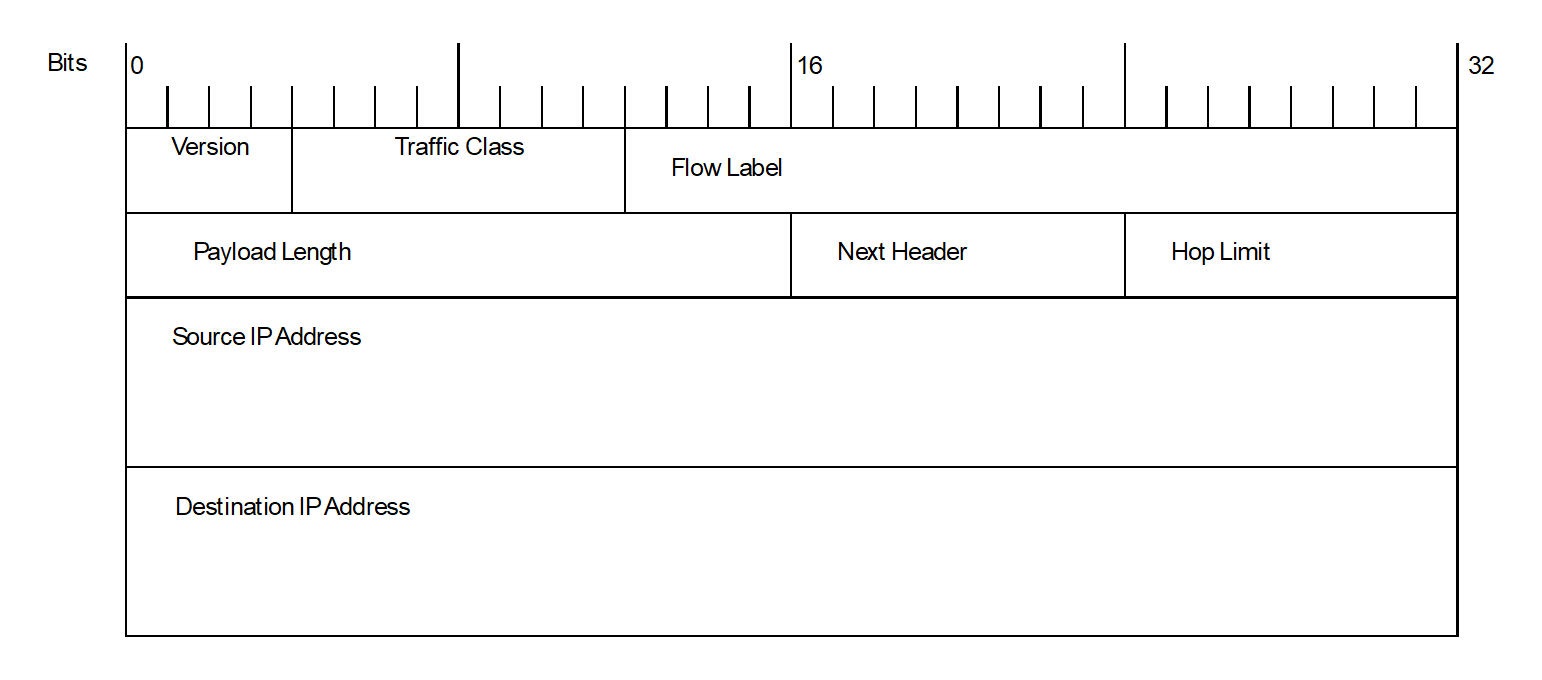 Bits 0 16 32
Version Traffic Class Flow Label
Payload Length Next Header Hop Limit
Source IP Address
Destination IP Address